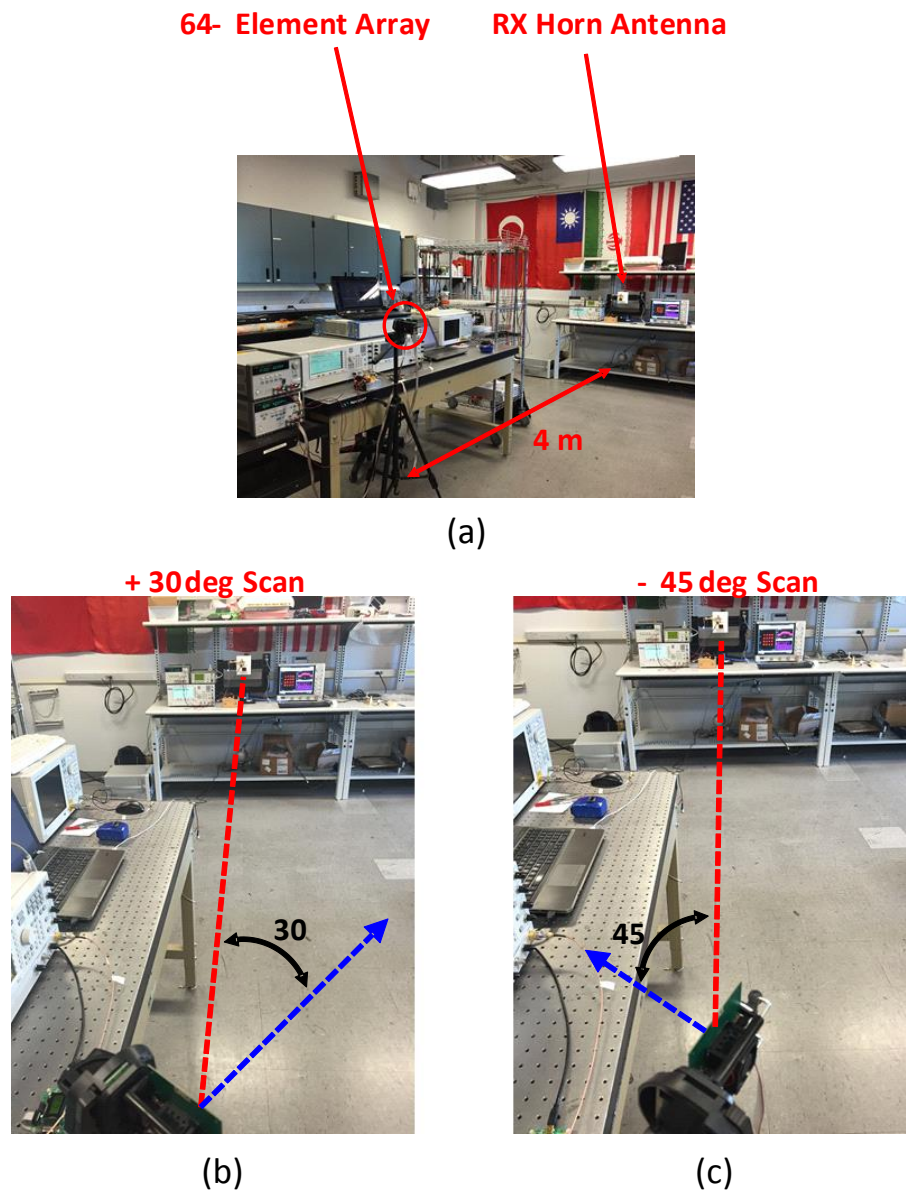 64-  Element Array
RX Horn Antenna
4 m
(a)
+ 30 deg Scan
- 45 deg Scan
30
45
(b)
(c)